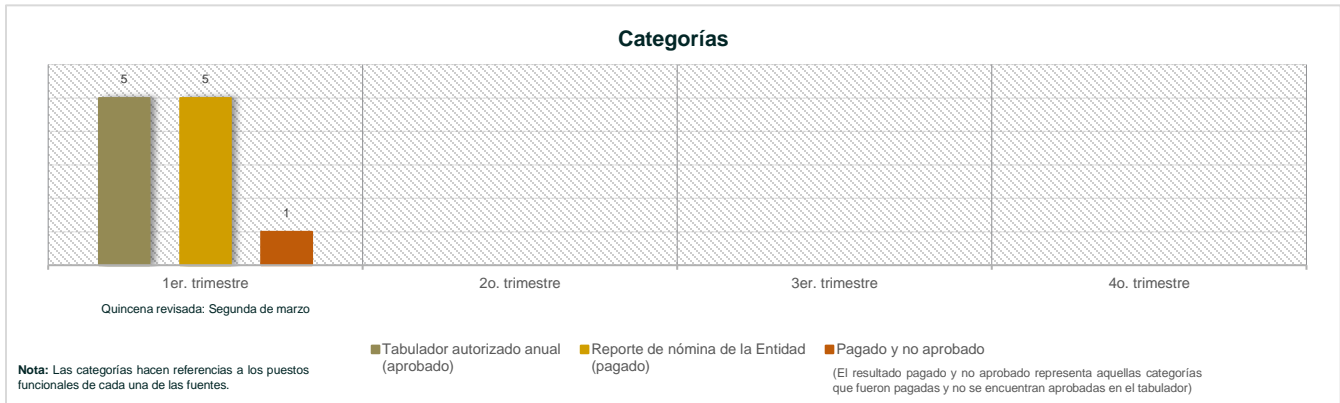 Categorías
5
5
1
1er. trimestre
2o. trimestre
3er. trimestre
4o. trimestre
Quincena revisada: Segunda de marzo
Tabulador autorizado anual
(aprobado)
Reporte de nómina de la Entidad
(pagado)
Pagado y no aprobado
(El resultado pagado y no aprobado representa aquellas categorías
que fueron pagadas y no se encuentran aprobadas en el tabulador)
Nota: Las categorías hacen referencias a los puestos
funcionales de cada una de las fuentes.